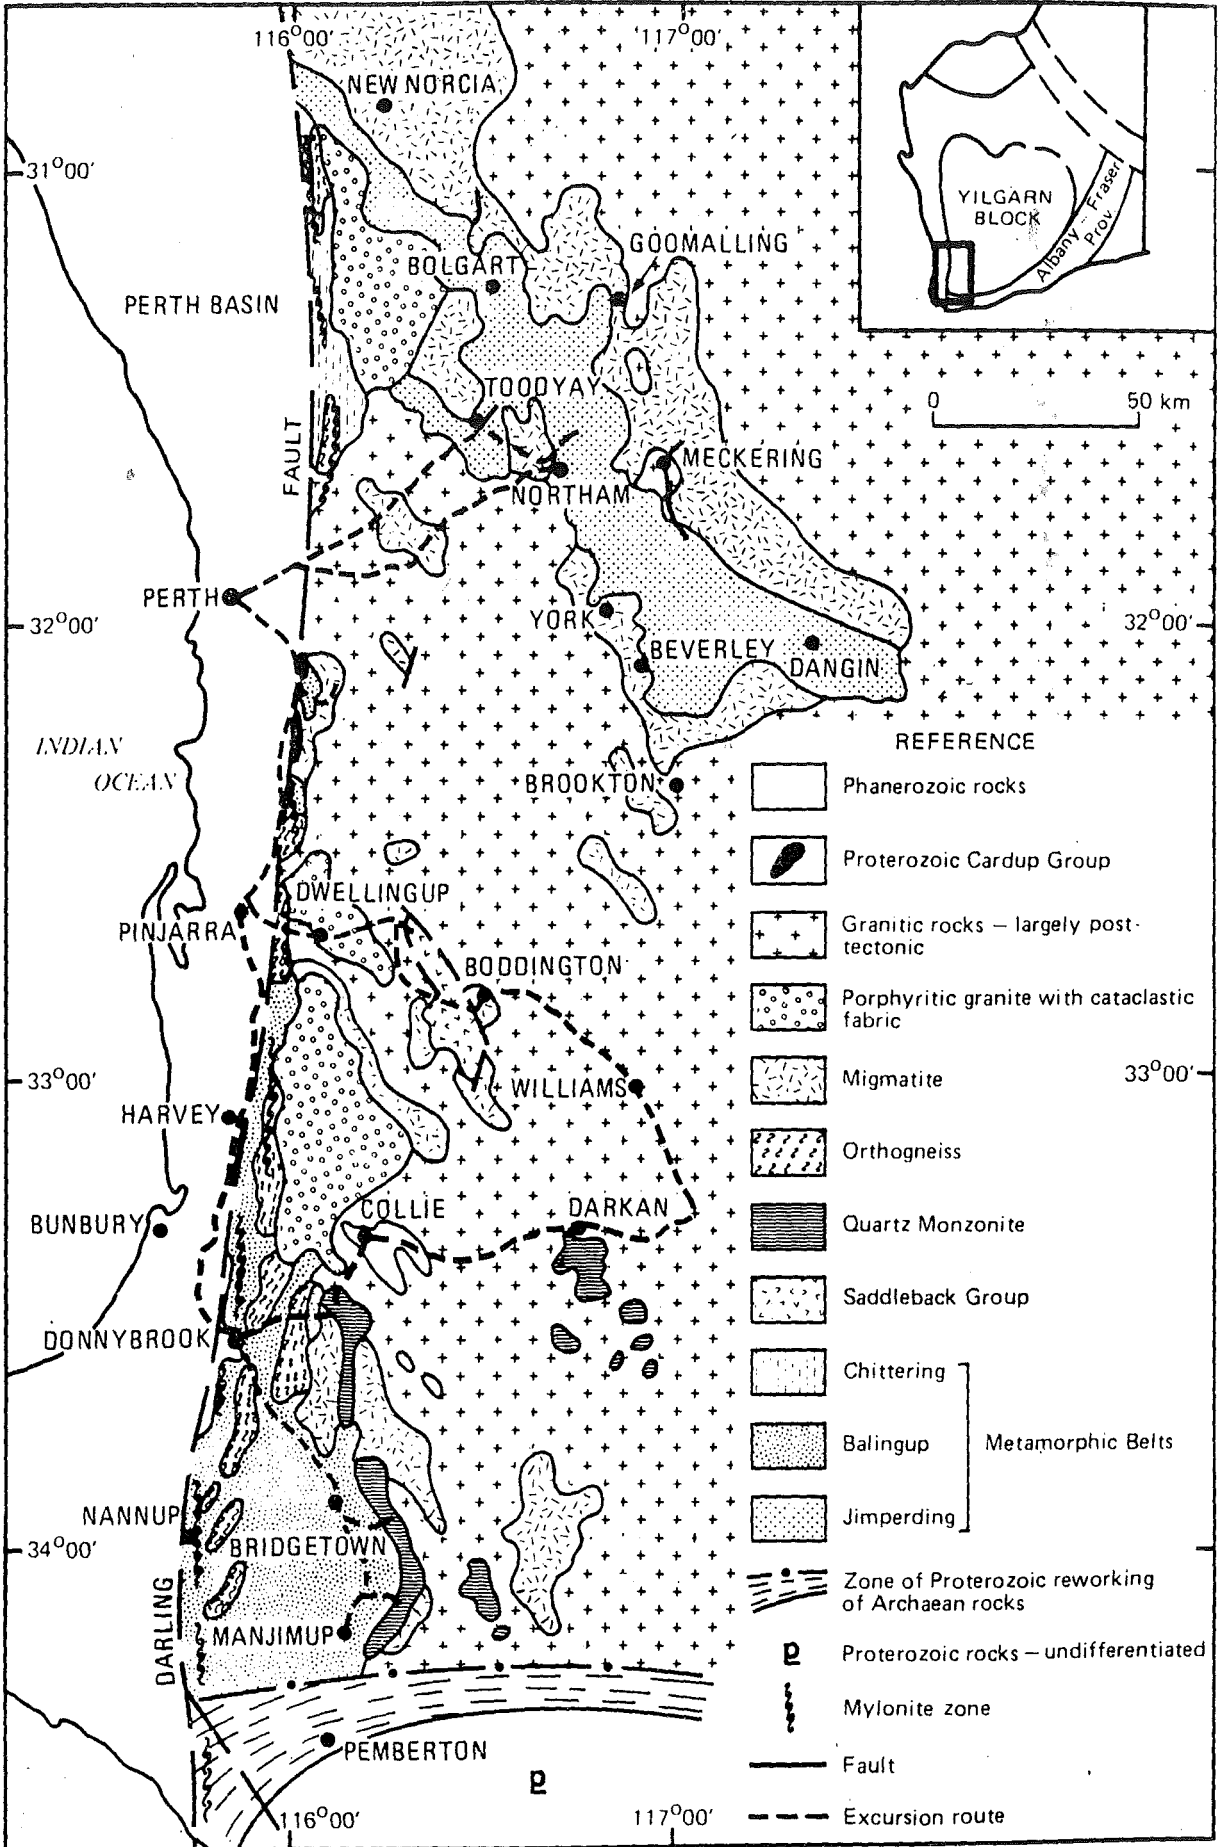 116°00'
117°00'
NEW NORCIA
31°00'
YILGARN
BLOCK
Albany - Fraser
Prov.
GOOMALLING
BOLGART
PERTH BASIN
TOODYAY
0 50 km
FAULT
MECKERING
NORTHAM
PERTH
YORK
32°00'
32°00'
BEVERLEY
DANGIN
INDIAN
OCEAN
BROOKTON
DWELLINGUP
PINJARRA
BODDINGTON
33°00'
33°00'
WILLIAMS
HARVEY
COLLIE
DARKAN
BUNBURY
DONNYBROOK
NANNUP
34°00'
BRIDGETOWN
DARLING
MANJIMUP
PEMBERTON
p
116°00'
117°00'
REFERENCE
Phanerozoic rocks
Proterozoic Cardup Group
Granitic rocks – largely post-
tectonic
Porphyritic granite with cataclastic
fabric
Migmatite
Orthogneiss
Quartz Monzonite
Saddleback Group
Chittering
Balingup
Metamorphic Belts
Jimperding
Zone of Proterozoic reworking
of Archaean rocks
p Proterozoic rocks – undifferentiated
Mylonite zone
Fault
Excursion route